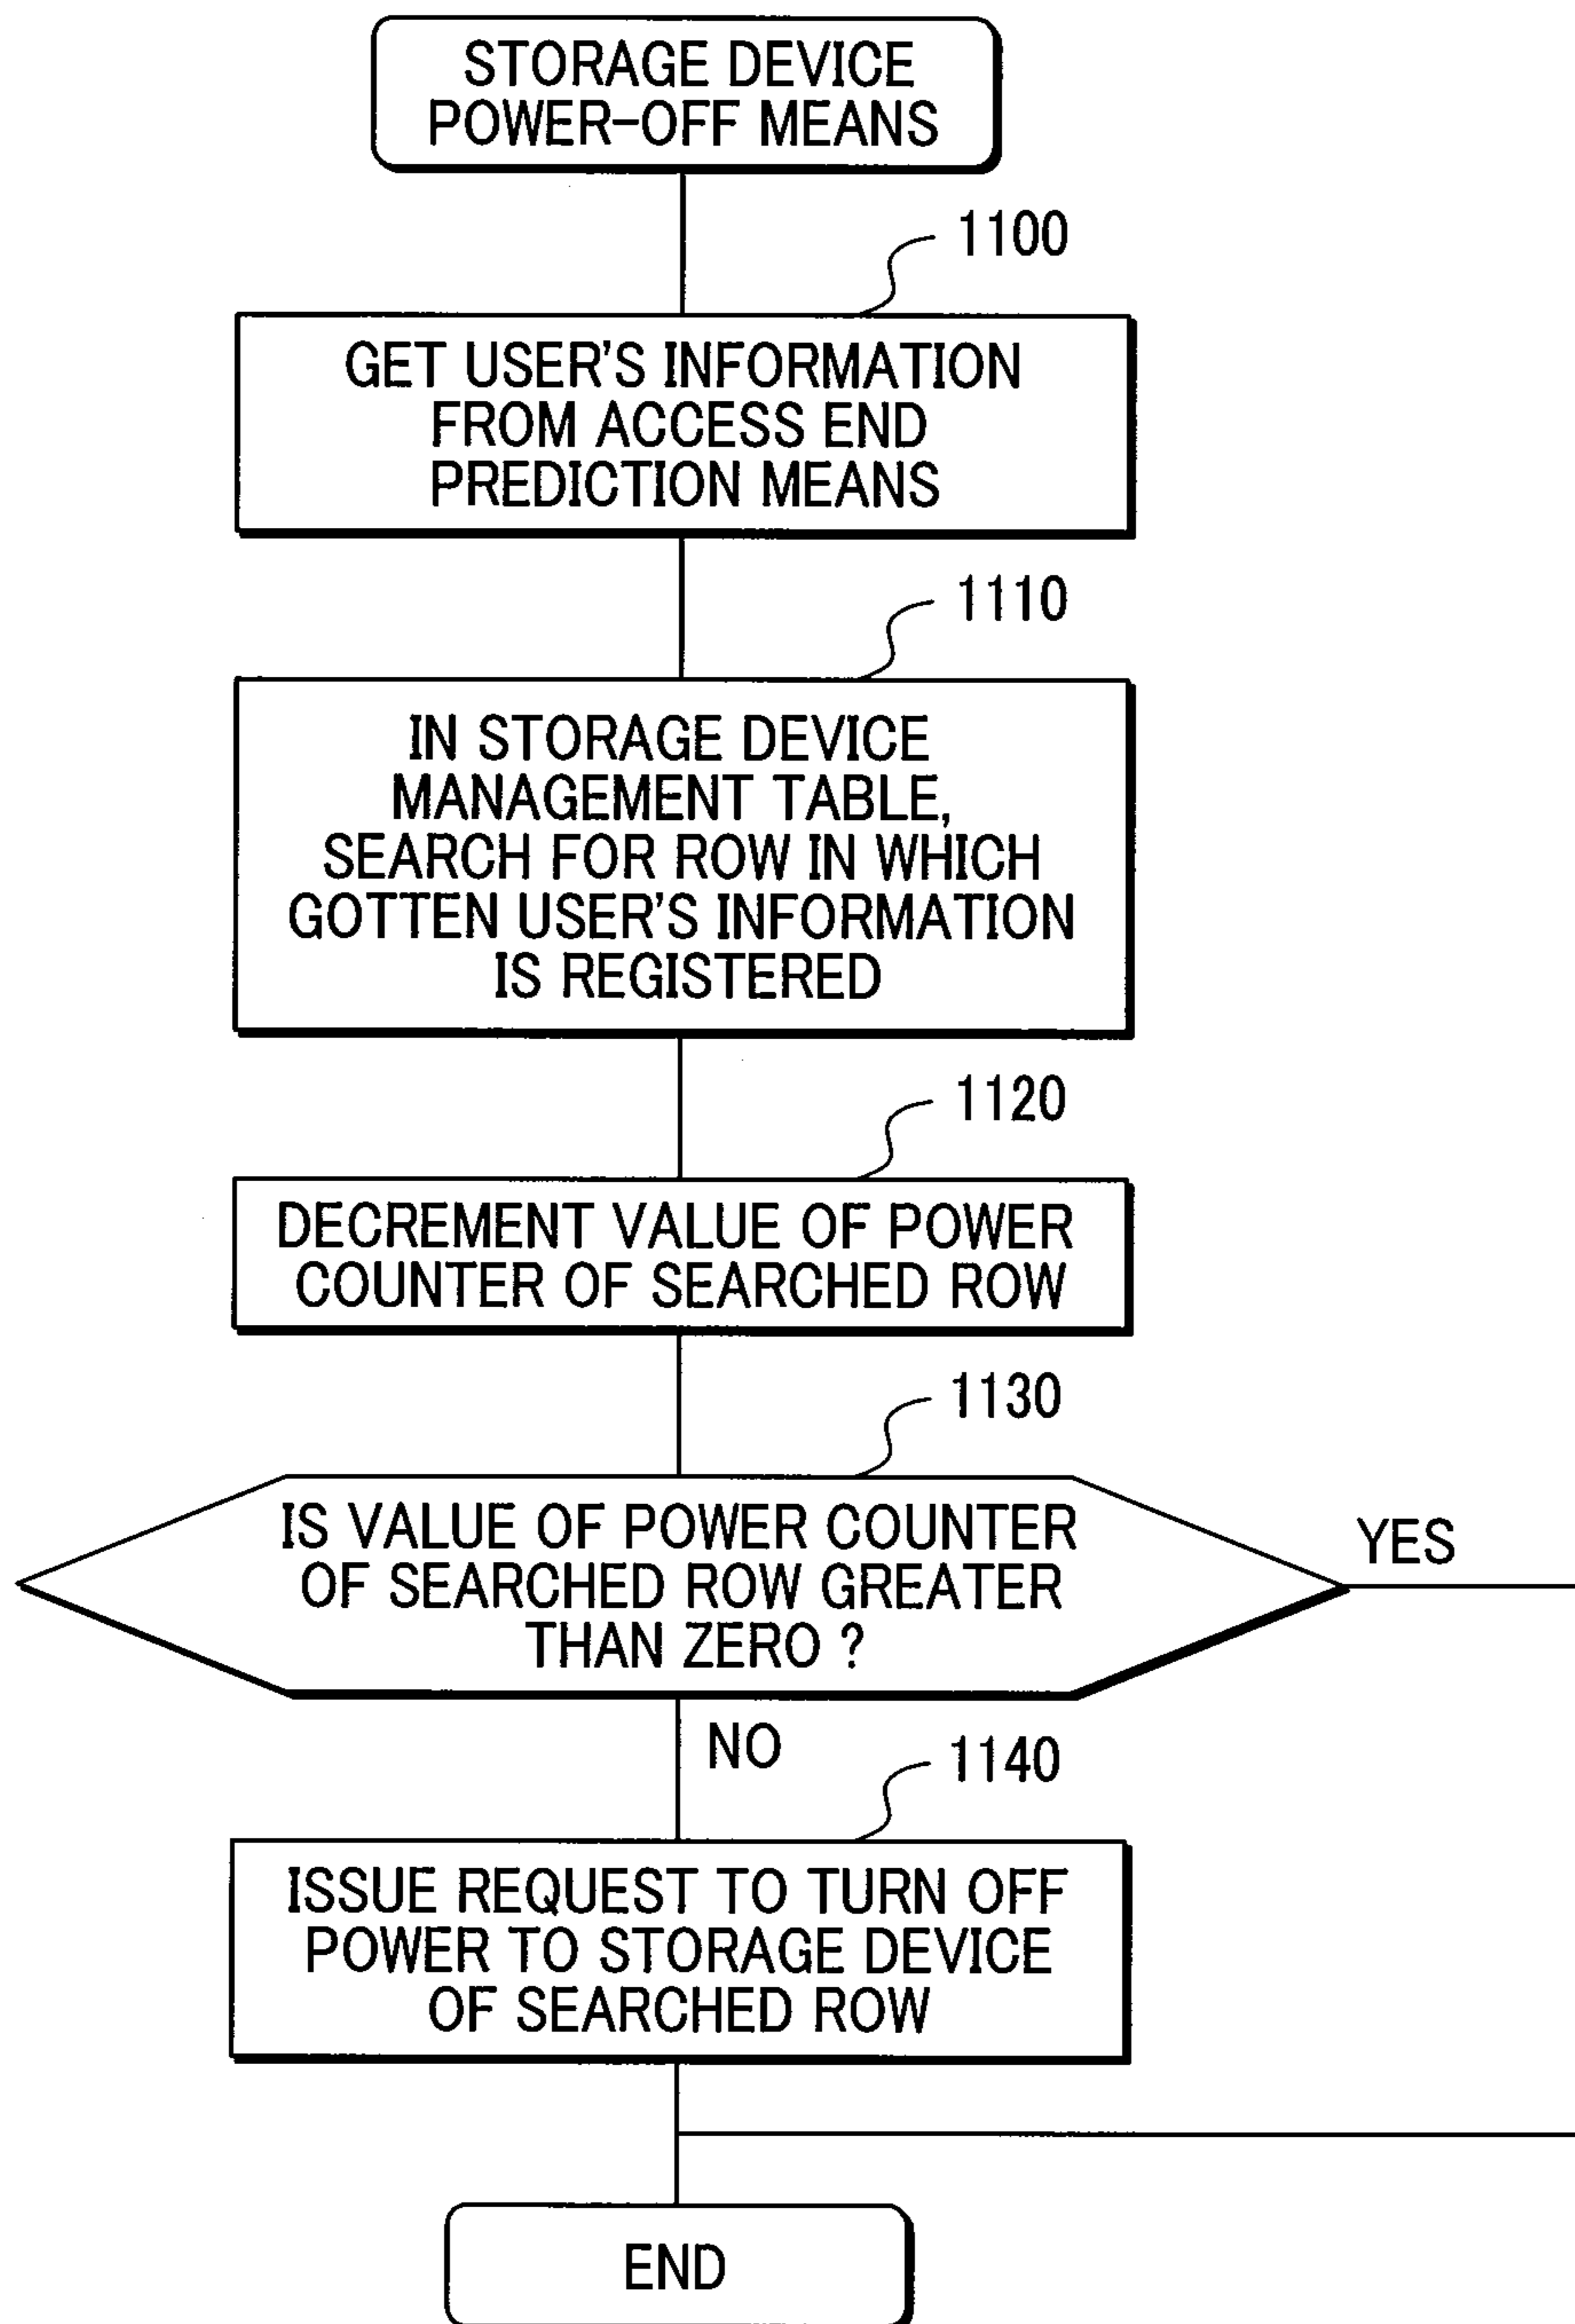 STORAGE DEVICE
POWER-OFF MEANS
1100
GET USER'S INFORMATION
FROM ACCESS END
PREDICTION MEANS
1110
IN STORAGE DEVICE
MANAGEMENT TABLE,
SEARCH FOR ROW IN WHICH
GOTTEN USER'S INFORMATION
IS REGISTERED
1120
DECREMENT VALUE OF POWER
COUNTER OF SEARCHED ROW
1130
IS VALUE OF POWER COUNTER
OF SEARCHED ROW GREATER
THAN ZERO ?
YES
NO
1140
ISSUE REQUEST TO TURN OFF
POWER TO STORAGE DEVICE
OF SEARCHED ROW
END